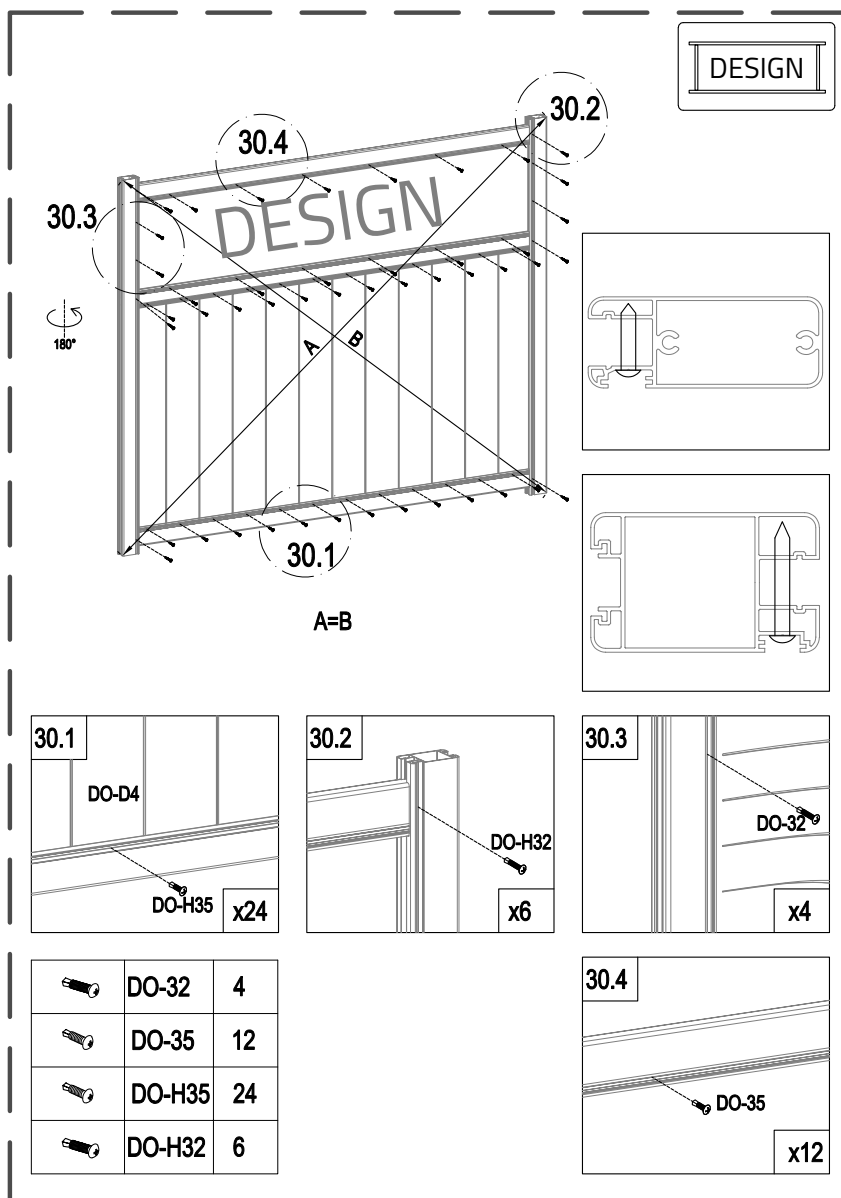 DESIGN
30.2
30.4
DESIGN
30.3
180°
A
B
30.1
A=B
30.1
DO-D4
DO-H35
x24
30.2
DO-H32
x6
30.3
DO-32
x4
DO-32 4
DO-35 12
DO-H35 24
DO-H32 6
30.4
DO-35
x12